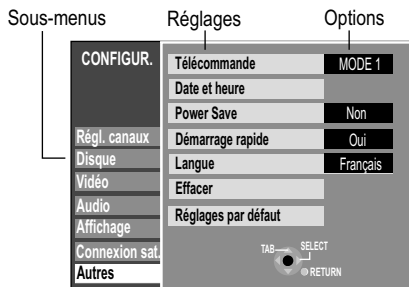 Sous-menus Réglages Options
CONFIGUR.
Télécommande MODE 1
Date et heure
Power Save Non
Régl. canaux Démarrage rapide Oui
Disque Langue Français
Vidéo Effacer
Audio Réglages par défaut
Affichage
Connexion sat. TAB SELECT
Autres RETURN